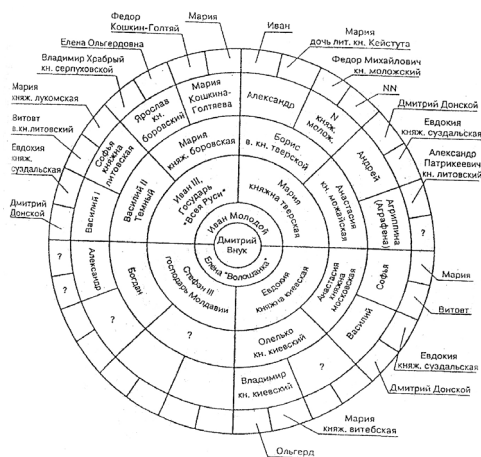 Федор
Кошкин-Голтяй
Мария
Иван
Мария
дочь лит. кн. Кейстута
Елена Ольгердовна
Владимир Храбрый
кн. серпуховской
Мария
княж. лукомская
Витовт
в.кн.литовский
Евдокия
княж.
суздальская
Дмитрий
Донской
Федор Михайлович
кн. моложский
NN
Дмитрий Донской
Евдокия
княж. суздальская
Александр
Патрикеевич
кн. литовский
Ярослав
кн.
боровский
Мария
Кошкина-
Голтяева
Александр
N
княж.
молож.
Андрей
Агриппина
(Аграфена)
?
Софья
княжна
литовская
Василий I
Мария
княж. боровская
Борис
в. кн. тверской
Анастасия
кн. можайская
Василий II
Темный
Иван III,
государь
"Всея Руси"
Мария
княжна тверская
Иван Молодой
Дмитрий
Внук
Елена "Волошанка"
Стефан III
господарь Молдавии
Евдокия
княжна киевская
Богдан
Александр
?
?
?
?
?
Анастасия
княжна
московская
Софья
Василий
Олелько
кн. киевский
Владимир
кн. киевский
?
Мария
Витовт
Евдокия
княж. суздальская
Дмитрий Донской
Мария
княж. витебская
Ольгерд